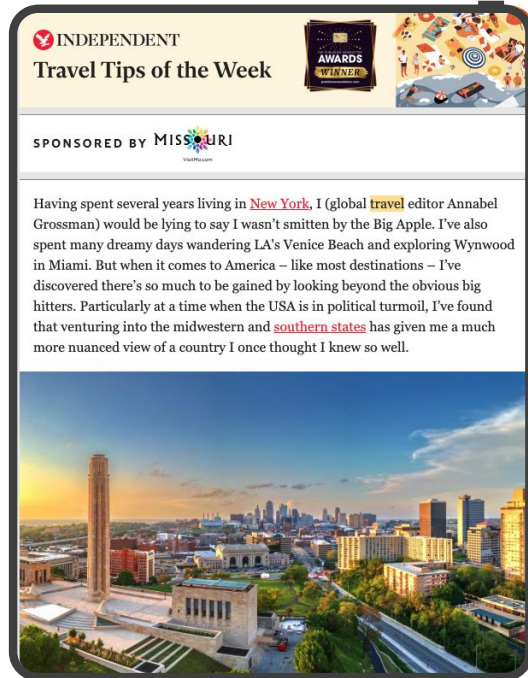 INDEPENDENT
Travel Tips of the Week
AWARDS
WINNER
SPONSORED BY MISSOURI
VisitMo.com
Having spent several years living in New York, I (global travel editor Annabel
Grossman) would be lying to say I wasn’t smitten by the Big Apple. I’ve also
spent many dreamy days wandering LA’s Venice Beach and exploring Wynwood
in Miami. But when it comes to America – like most destinations – I’ve
discovered there’s so much to be gained by looking beyond the obvious big
hitters. Particularly at a time when the USA is in political turmoil, I’ve found
that venturing into the midwestern and southern states has given me a much
more nuanced view of a country I once thought I knew so well.